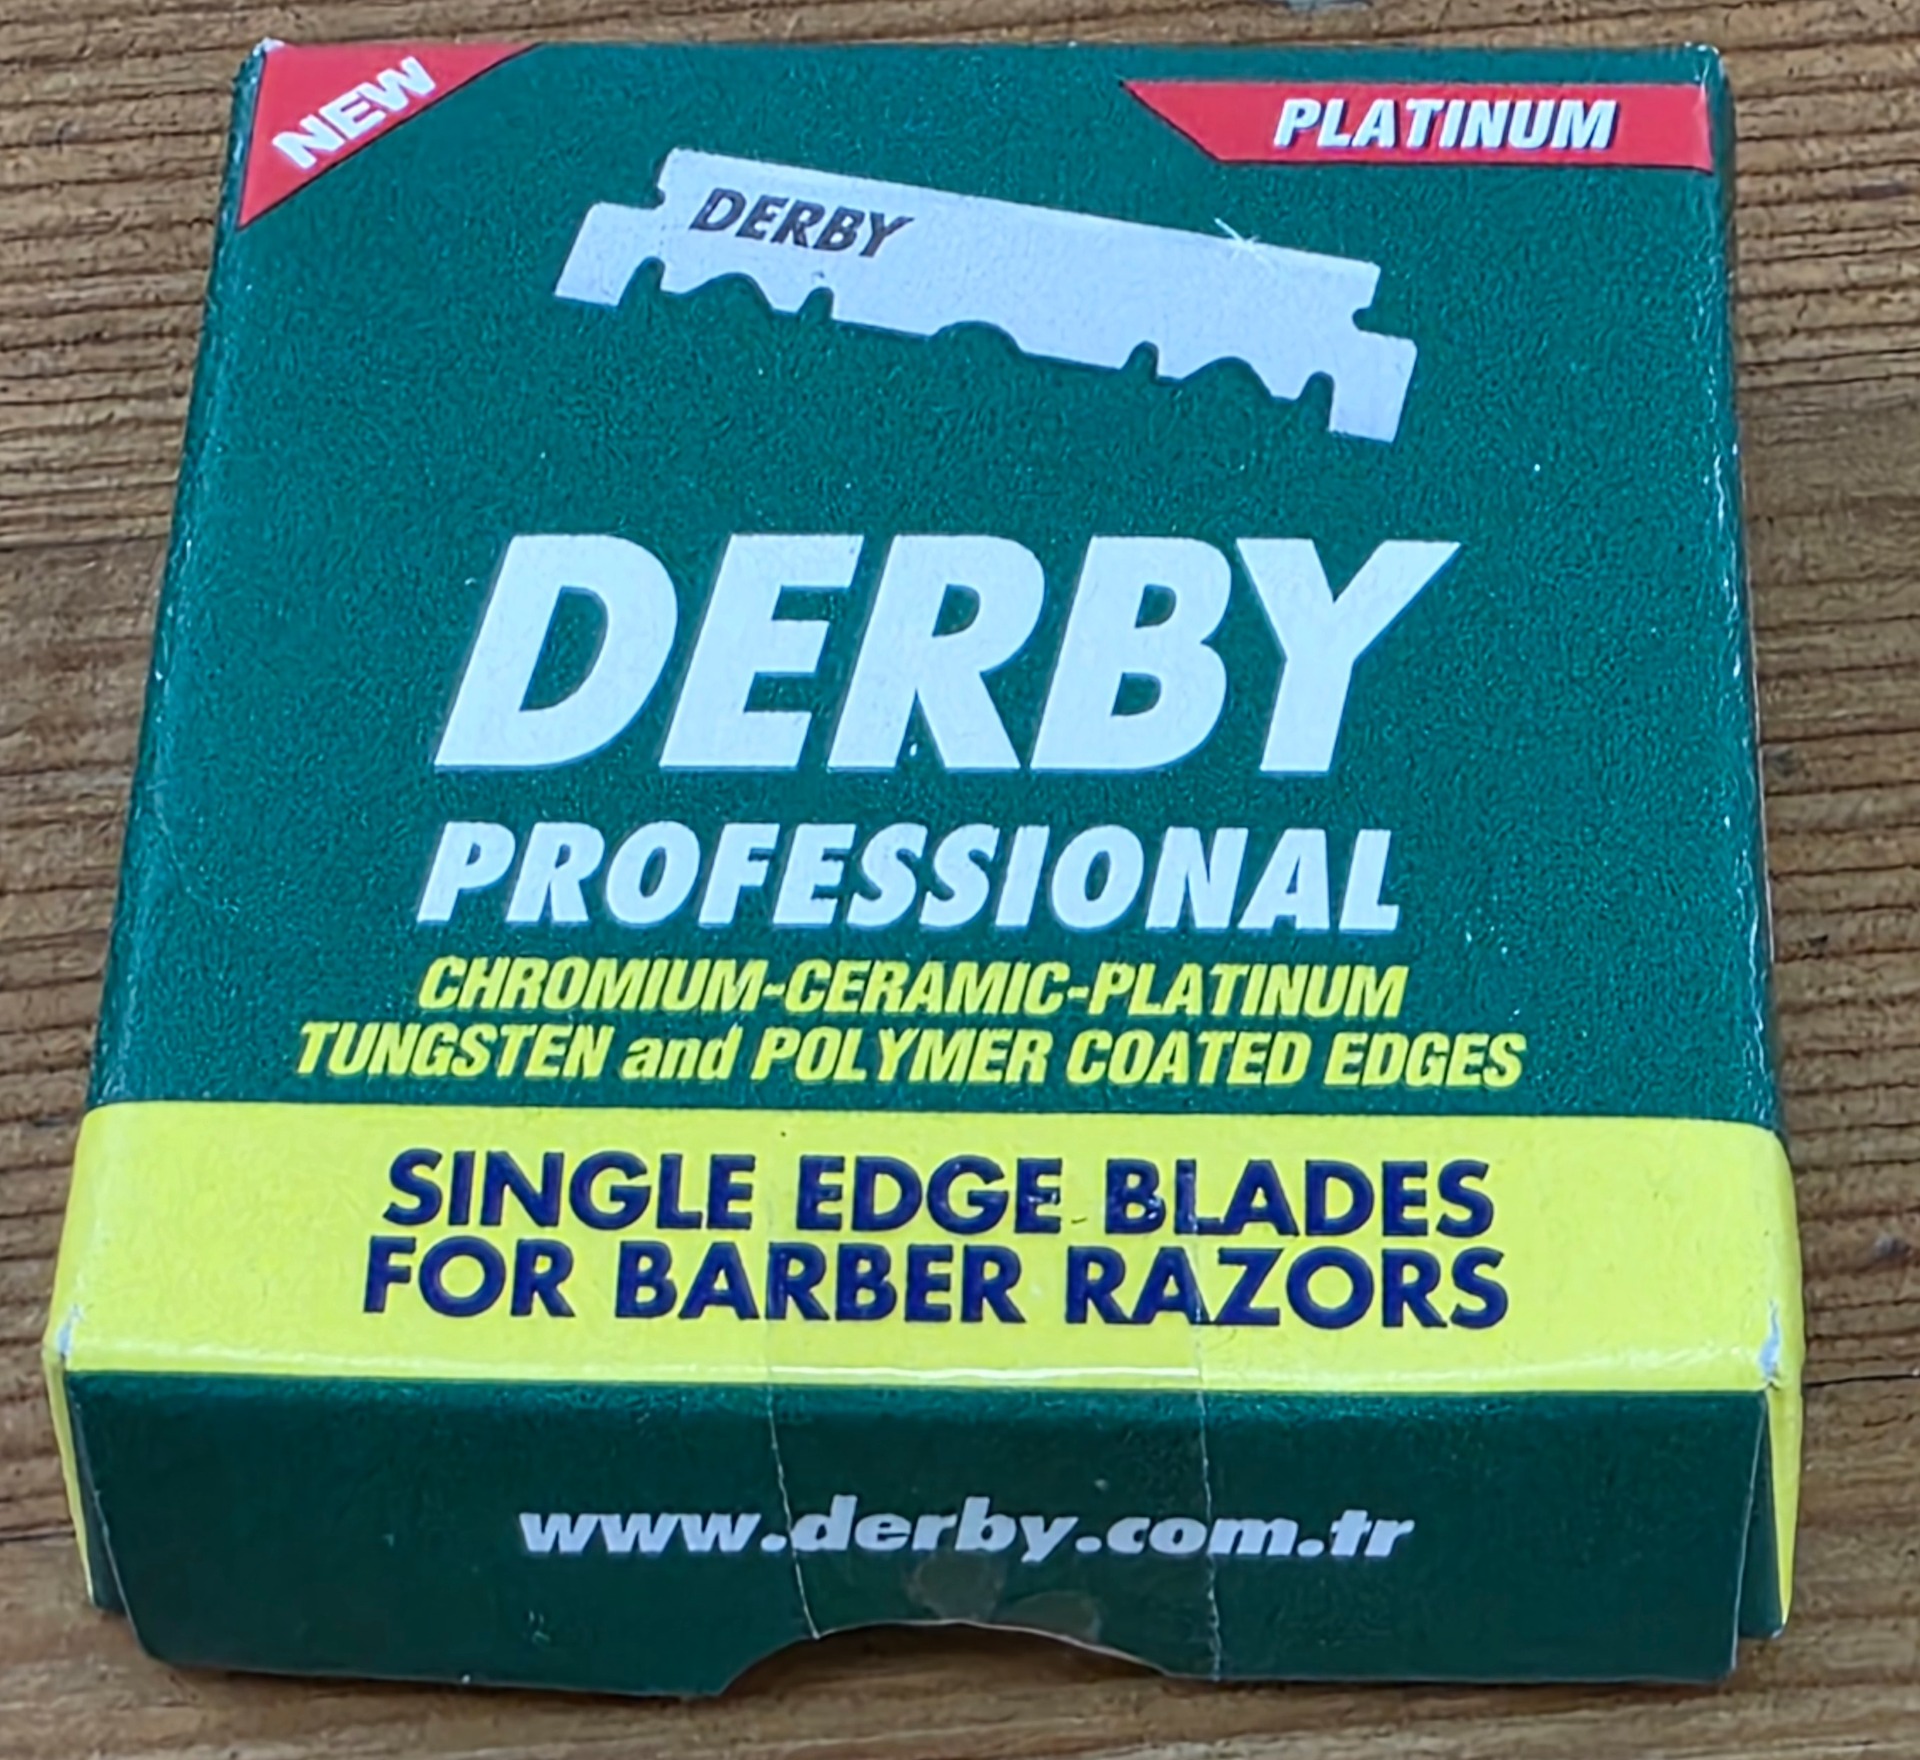 NEW
PLATINUM
DERBY
DERBY
PROFESSIONAL
CHROMIUM-CERAMIC-PLATINUM
TUNGSTEN and POLYMER COATED EDGES
SINGLE EDGE BLADES
FOR BARBER RAZORS
www.derby.com.tr